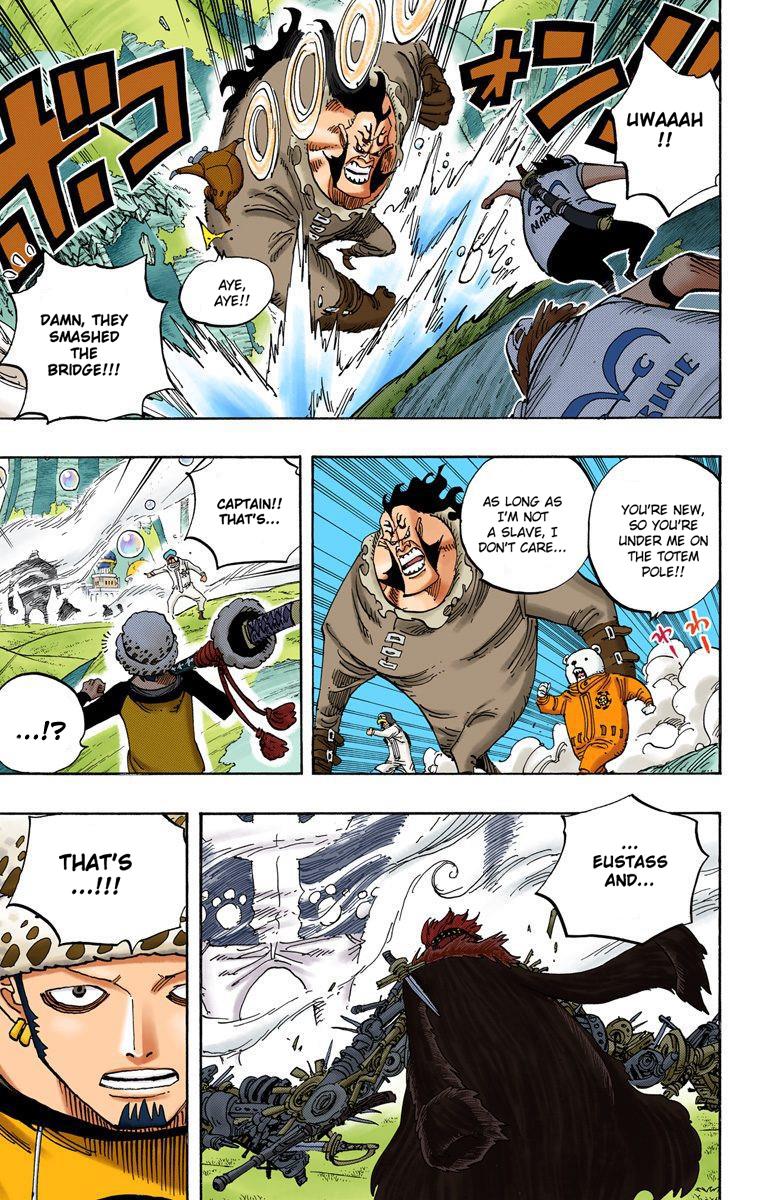 オンッ
ザボコ
UWAAAH
!!
AYE,
AYE!!
DAMN, THEY
SMASHED
THE
BRIDGE!!!
MARINE
YOU'RE NEW,
SO YOU'RE
UNDER ME ON
THE TOTEM
POLE!!
AS LONG AS
I'M NOT
A SLAVE, I
DON'T CARE...
わ わ
CAPTAIN!!
THAT'S...
...!?
...
EUSTASS
AND...
THAT'S
...!!!